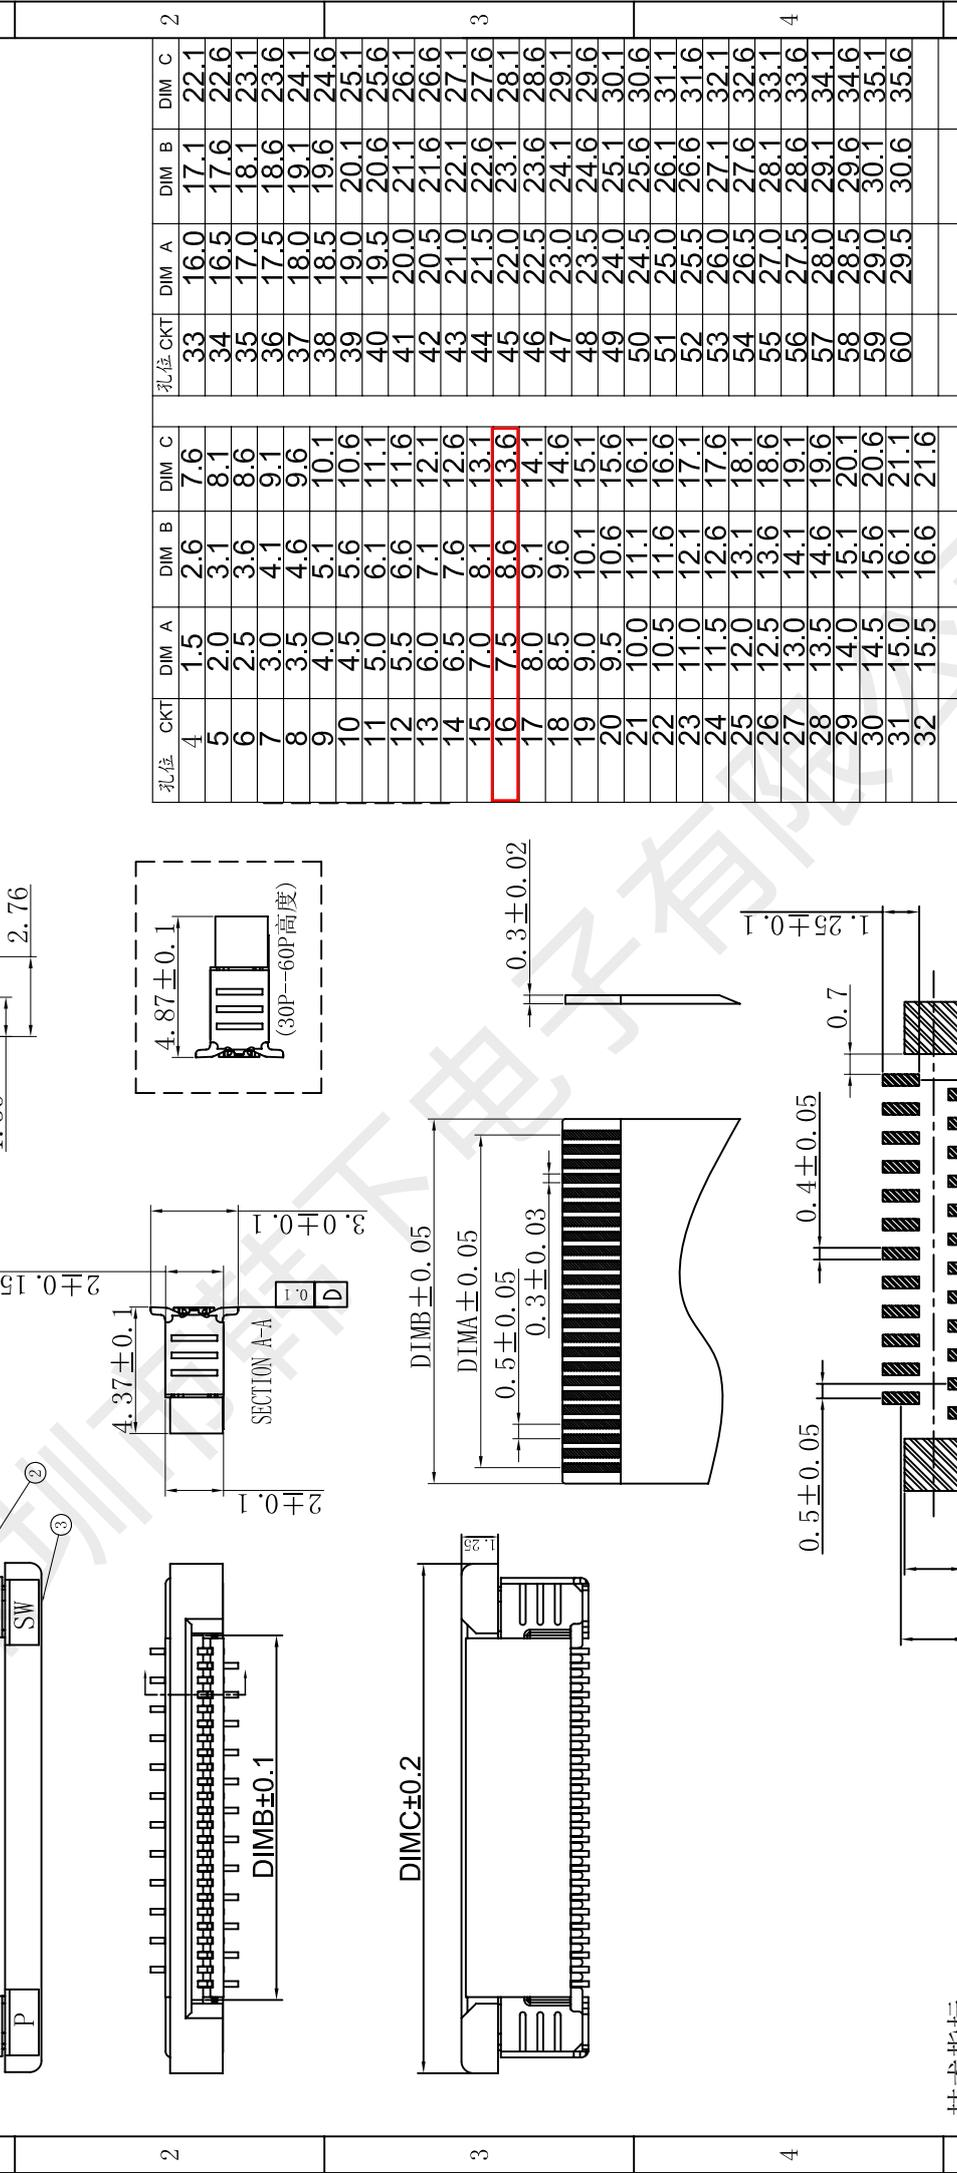 2 3 4
SW
P
②
③
2.76
2±0.15
4.37±0.1
3.0±0.1
2±0.1
0.1 D
SECTION A-A
4.87±0.1
(30P--60P高度)
DIMB±0.1
DIMC±0.2
1.25
DIMB±0.05
DIMA±0.05
0.5±0.05
0.3±0.03
0.3±0.02
1.25±0.1
0.7
0.4±0.05
0.5±0.05
孔位 CKT DIM A DIM B DIM C 孔位 CKT DIM A DIM B DIM C
4 1.5 2.6 7.6 33 16.0 17.1 22.1
5 2.0 3.1 8.1 34 16.5 17.6 22.6
6 2.5 3.6 8.6 35 17.0 18.1 23.1
7 3.0 4.1 9.1 36 17.5 18.6 23.6
8 3.5 4.6 9.6 37 18.0 19.1 24.1
9 4.0 5.1 10.1 38 18.5 19.6 24.6
10 4.5 5.6 10.6 39 19.0 20.1 25.1
11 5.0 6.1 11.1 40 19.5 20.6 25.6
12 5.5 6.6 11.6 41 20.0 21.1 26.1
13 6.0 7.1 12.1 42 20.5 21.6 26.6
14 6.5 7.6 12.6 43 21.0 22.1 27.1
15 7.0 8.1 13.1 44 21.5 22.6 27.6
16 7.5 8.6 13.6 45 22.0 23.1 28.1
17 8.0 9.1 14.1 46 22.5 23.6 28.6
18 8.5 9.6 14.6 47 23.0 24.1 29.1
19 9.0 10.1 15.1 48 23.5 24.6 29.6
20 9.5 10.6 15.6 49 24.0 25.1 30.1
21 10.0 11.1 16.1 50 24.5 25.6 30.6
22 10.5 11.6 16.6 51 25.0 26.1 31.1
23 11.0 12.1 17.1 52 25.5 26.6 31.6
24 11.5 12.6 17.6 53 26.0 27.1 32.1
25 12.0 13.1 18.1 54 26.5 27.6 32.6
26 12.5 13.6 18.6 55 27.0 28.1 33.1
27 13.0 14.1 19.1 56 27.5 28.6 33.6
28 13.5 14.6 19.6 57 28.0 29.1 34.1
29 14.0 15.1 20.1 58 28.5 29.6 34.6
30 14.5 15.6 20.6 59 29.0 30.1 35.1
31 15.0 16.1 21.1 60 29.5 30.6 35.6
32 15.5 16.6 21.6
圳市韩下电子有限公
2 3 4